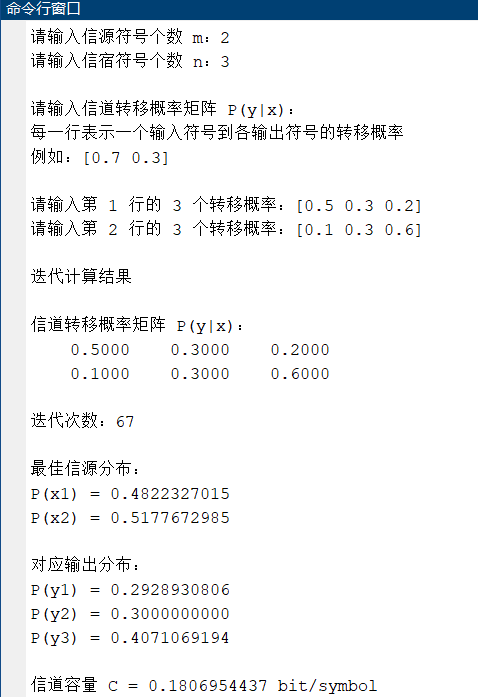 命令行窗口
请输入信源符号个数 m：2
请输入信宿符号个数 n：3
请输入信道转移概率矩阵 P(y|x)：
每一行表示一个输入符号到各输出符号的转移概率
例如：[0.7 0.3]
请输入第 1 行的 3 个转移概率：[0.5 0.3 0.2]
请输入第 2 行的 3 个转移概率：[0.1 0.3 0.6]
迭代计算结果
信道转移概率矩阵 P(y|x)：
0.5000 0.3000 0.2000
0.1000 0.3000 0.6000
迭代次数：67
最佳信源分布：
P(x1) = 0.4822327015
P(x2) = 0.5177672985
对应输出分布：
P(y1) = 0.2928930806
P(y2) = 0.3000000000
P(y3) = 0.4071069194
信道容量 C = 0.1806954437 bit/symbol